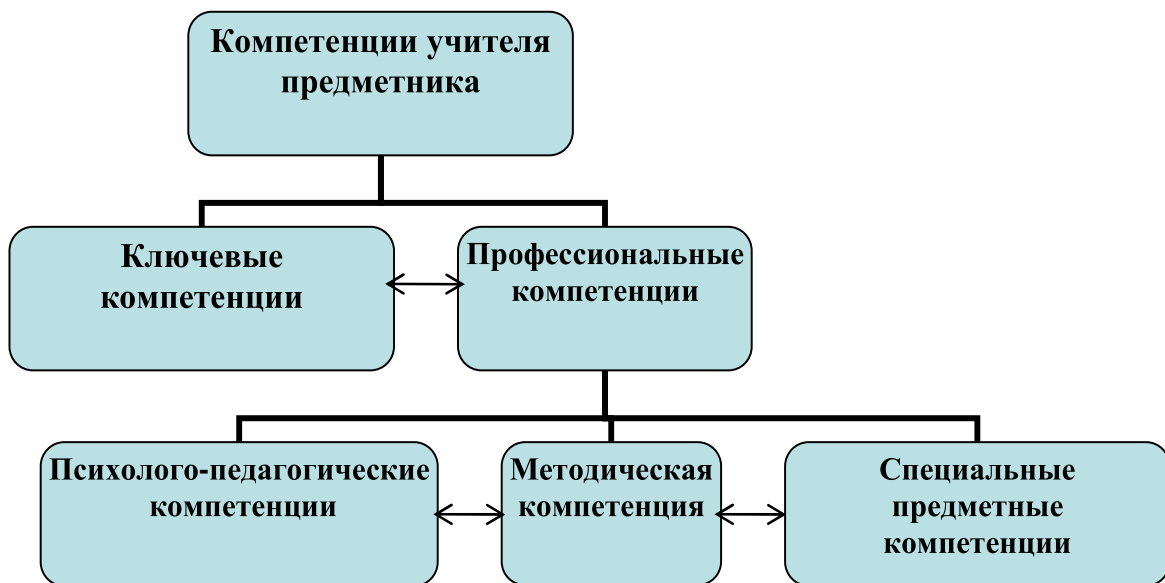 Компетенции учителя
предметника
Ключевые
компетенции
Профессиональные
компетенции
Психолого-педагогические
компетенции
Методическая
компетенция
Специальные
предметные
компетенции